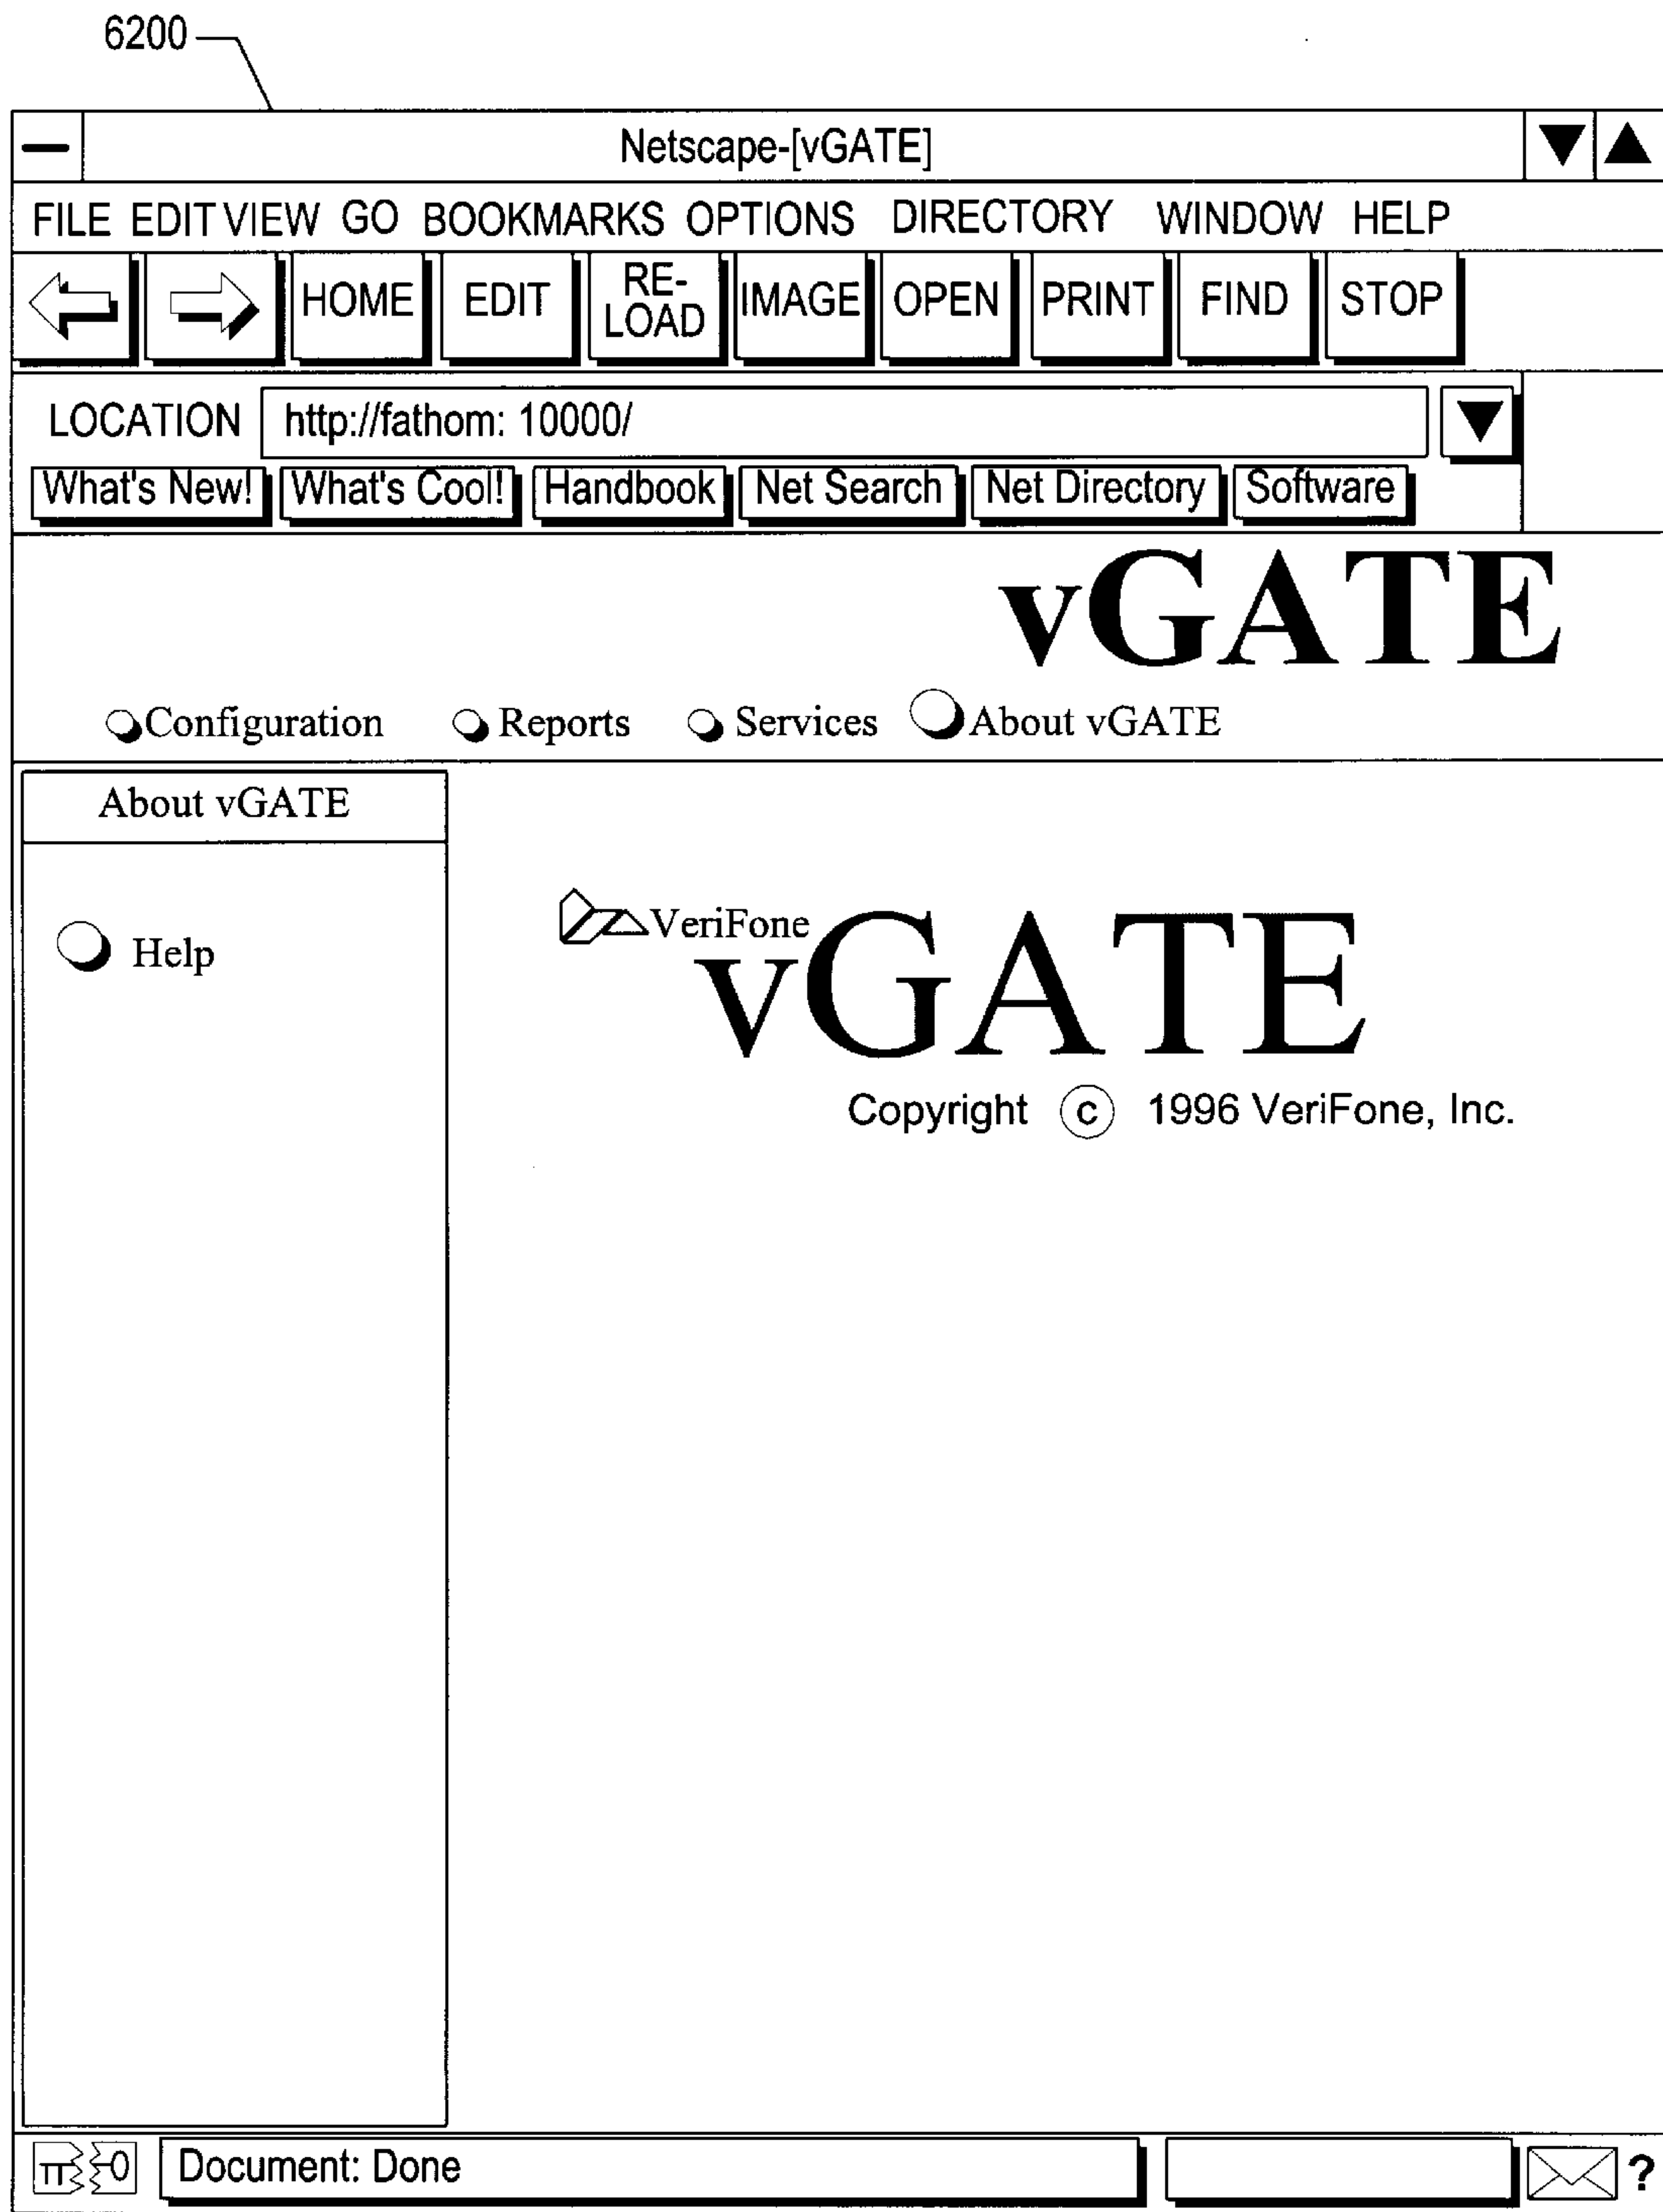 6200
Netscape-[vGATE]
FILE EDIT VIEW GO BOOKMARKS OPTIONS DIRECTORY WINDOW HELP
HOME EDIT RE-LOAD IMAGE OPEN PRINT FIND STOP
LOCATION http://fathom: 10000/
What's New! What's Cool! Handbook Net Search Net Directory Software
vGATE
Configuration Reports Services About vGATE
About vGATE
Help
VeriFone
vGATE
Copyright © 1996 VeriFone, Inc.
Document: Done ?